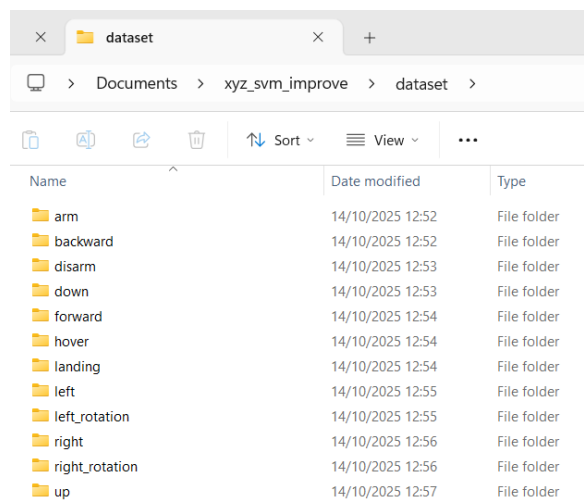 dataset
Documents > xyz_svm_improve > dataset >
Sort View
Name Date modified Type
arm 14/10/2025 12:52 File folder
backward 14/10/2025 12:52 File folder
disarm 14/10/2025 12:53 File folder
down 14/10/2025 12:53 File folder
forward 14/10/2025 12:54 File folder
hover 14/10/2025 12:54 File folder
landing 14/10/2025 12:54 File folder
left 14/10/2025 12:55 File folder
left_rotation 14/10/2025 12:55 File folder
right 14/10/2025 12:56 File folder
right_rotation 14/10/2025 12:56 File folder
up 14/10/2025 12:57 File folder